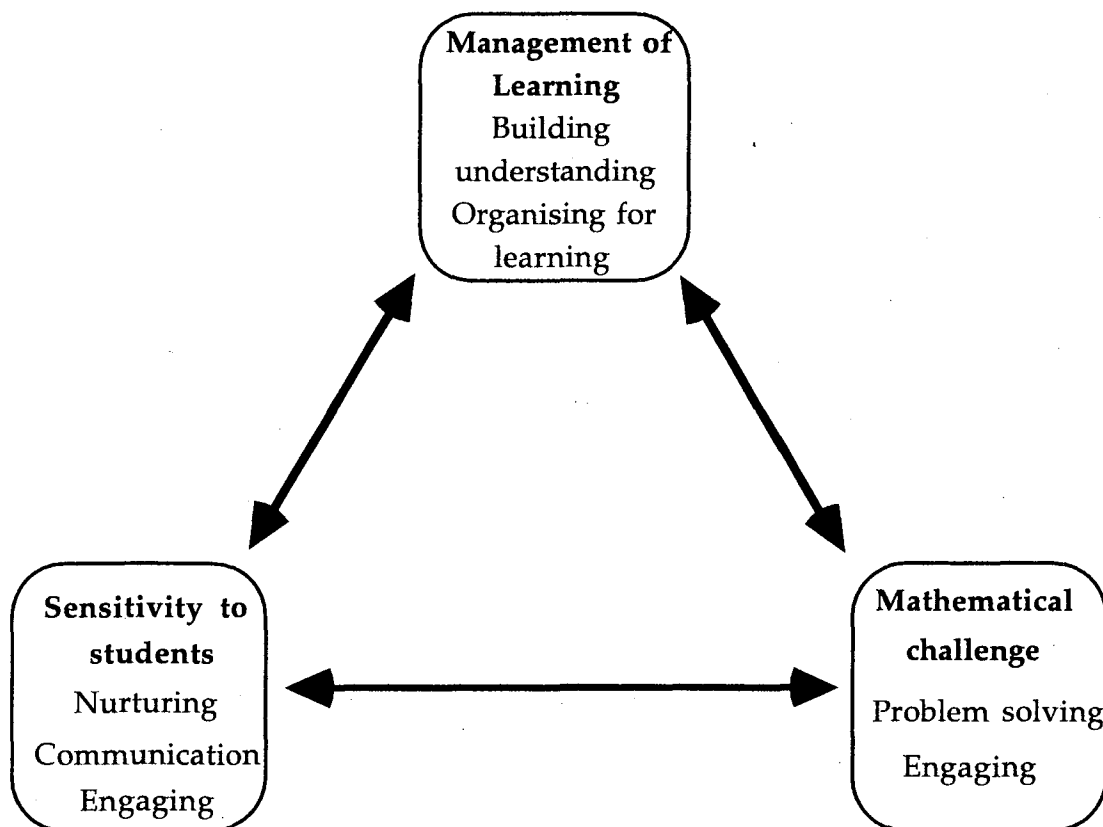 Management of
Learning
Building
understanding
Organising for
learning
Sensitivity to
students
Nurturing
Communication
Engaging
Mathematical
challenge
Problem solving
Engaging